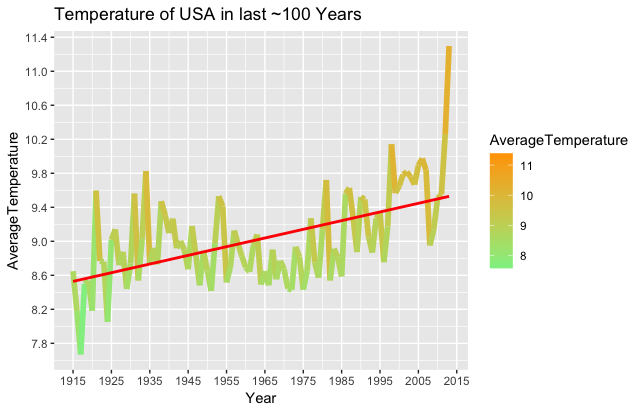 Temperature of USA in last ~100 Years
11.4
11.0
10.6
10.2
9.8
9.4
9.0
8.6
8.2
7.8
AverageTemperature
1915 1925 1935 1945 1955 1965 1975 1985 1995 2005 2015
Year
AverageTemperature
11
10
9
8